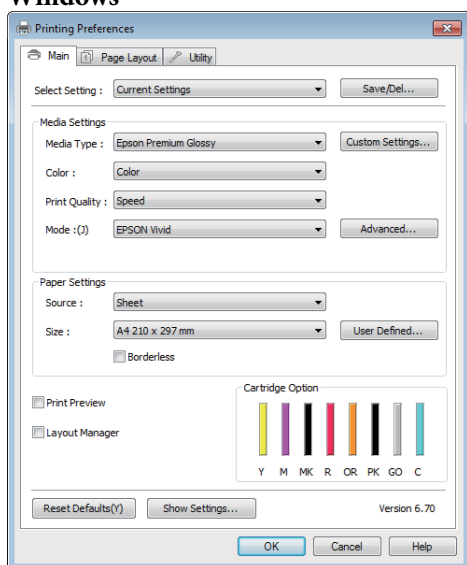 Windows
Printing Preferences
Main Page Layout Utility
Select Setting : Current Settings Save/Del...
Media Settings
Media Type : Epson Premium Glossy Custom Settings...
Color : Color
Print Quality : Speed
Mode :(J) EPSON Vivid Advanced...
Paper Settings
Source : Sheet
Size : A4 210 x 297 mm User Defined...
Borderless
Cartridge Option
Print Preview
Layout Manager
Y M MK R OR PK GO C
Reset Defaults(Y) Show Settings... Version 6.70
OK Cancel Help